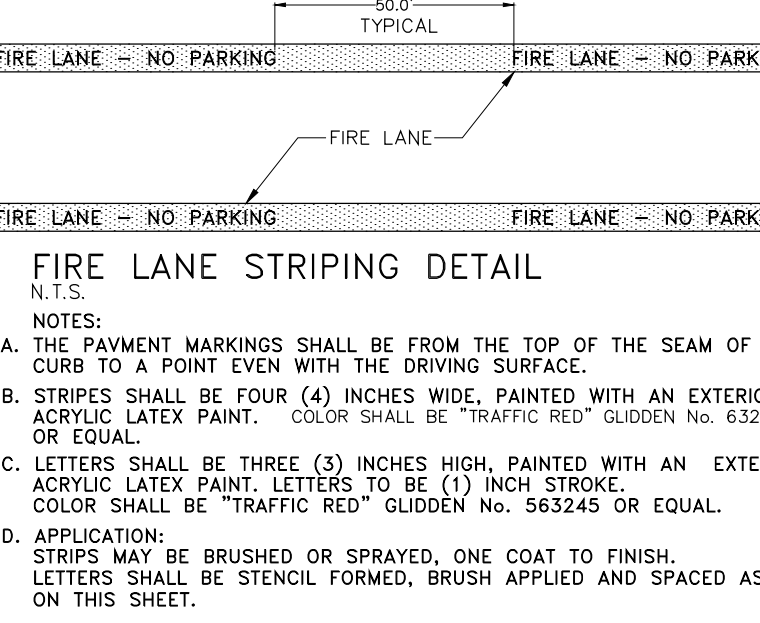 50.0'
TYPICAL
FIRE LANE – NO PARKING FIRE LANE – NO PARK
FIRE LANE
FIRE LANE – NO PARKING FIRE LANE – NO PARK
FIRE LANE STRIPING DETAIL
N.T.S.
NOTES:
A. THE PAVMENT MARKINGS SHALL BE FROM THE TOP OF THE SEAM OF
CURB TO A POINT EVEN WITH THE DRIVING SURFACE.
B. STRIPES SHALL BE FOUR (4) INCHES WIDE, PAINTED WITH AN EXTERIO
ACRYLIC LATEX PAINT. COLOR SHALL BE "TRAFFIC RED" GLIDDEN No. 632
OR EQUAL.
C. LETTERS SHALL BE THREE (3) INCHES HIGH, PAINTED WITH AN EXTE
ACRYLIC LATEX PAINT. LETTERS TO BE (1) INCH STROKE.
COLOR SHALL BE "TRAFFIC RED" GLIDDEN No. 563245 OR EQUAL.
D. APPLICATION:
STRIPS MAY BE BRUSHED OR SPRAYED, ONE COAT TO FINISH.
LETTERS SHALL BE STENCIL FORMED, BRUSH APPLIED AND SPACED AS
ON THIS SHEET.